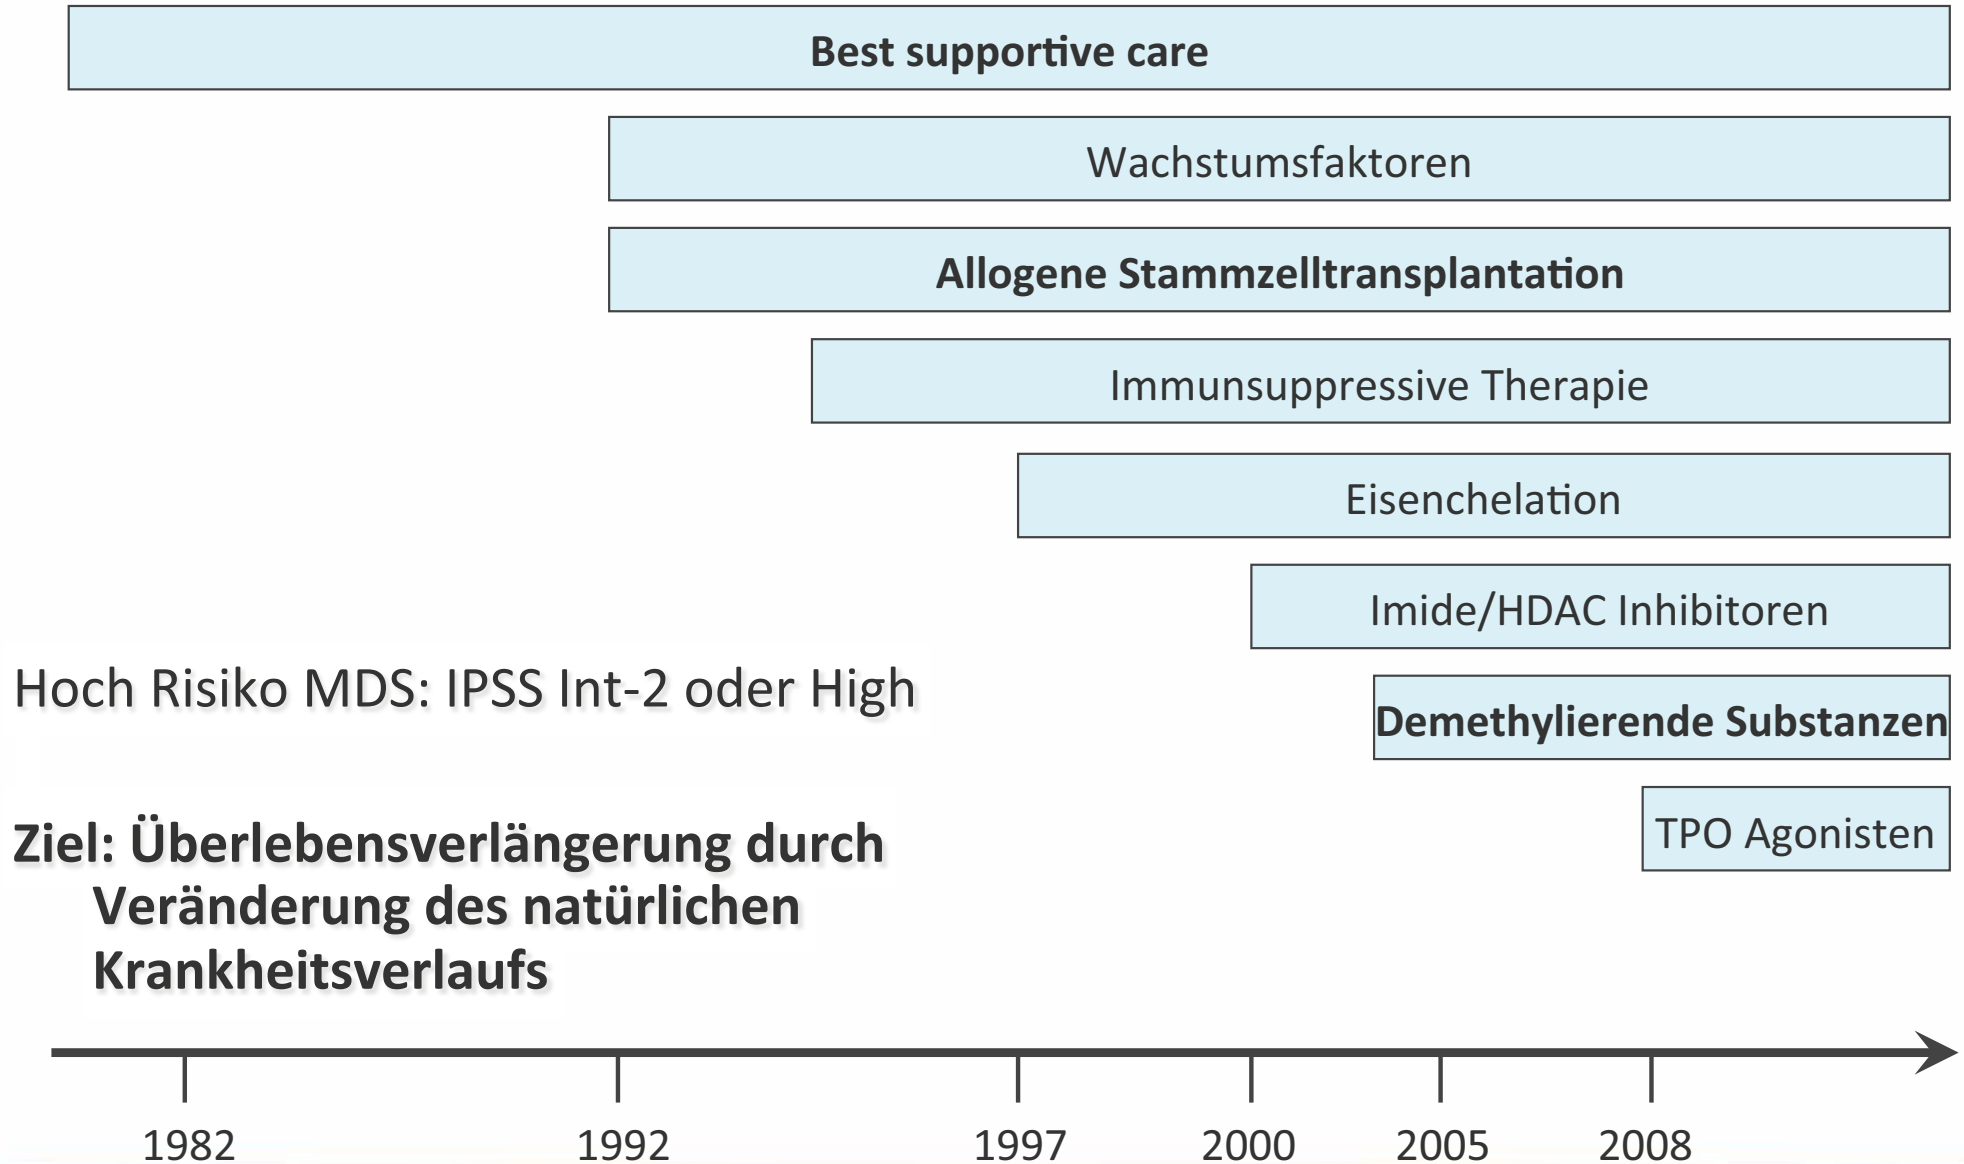 Best supportive care
Wachstumsfaktoren
Allogene Stammzelltransplantation
Immunsuppressive Therapie
Eisenchelation
Imide/HDAC Inhibitoren
Hoch Risiko MDS: IPSS Int-2 oder High
Demethylierende Substanzen
TPO Agonisten
Ziel: Überlebensverlängerung durch
Veränderung des natürlichen
Krankheitsverlaufs
1982 1992 1997 2000 2005 2008